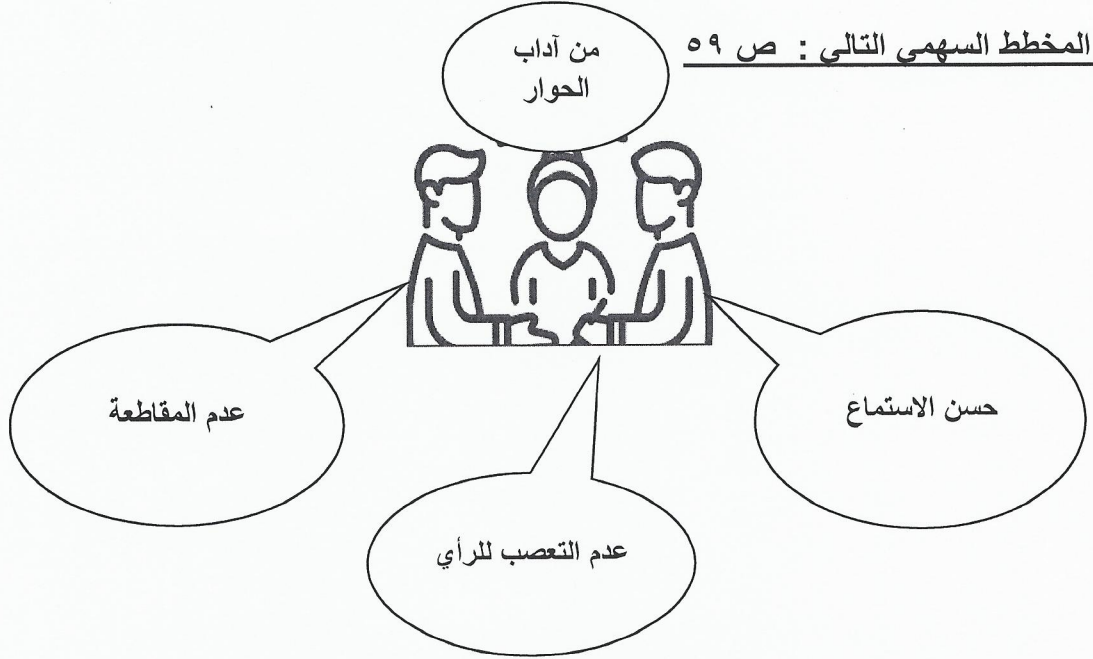 المخطط السهمي التالي : ص ٥٩
من آداب
الحوار
حسن الاستماع
عدم المقاطعة
عدم التعصب للرأي